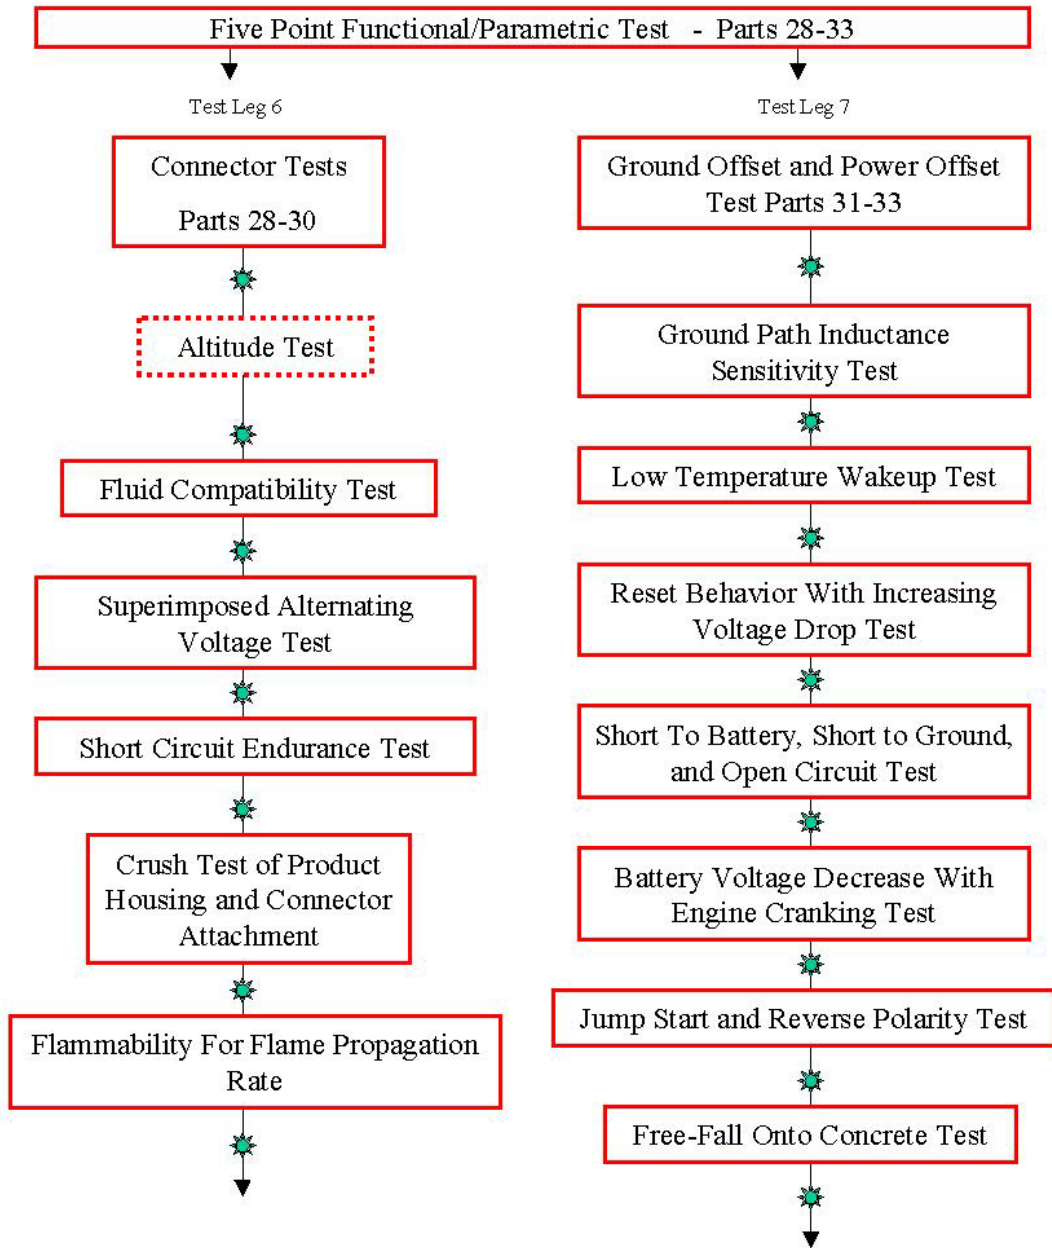 Five Point Functional/Parametric Test - Parts 28-33
Test Leg 6
Connector Tests
Parts 28-30
Altitude Test
Fluid Compatibility Test
Superimposed Alternating
Voltage Test
Short Circuit Endurance Test
Crush Test of Product
Housing and Connector
Attachment
Flammability For Flame Propagation
Rate
Test Leg 7
Ground Offset and Power Offset
Test Parts 31-33
Ground Path Inductance
Sensitivity Test
Low Temperature Wakeup Test
Reset Behavior With Increasing
Voltage Drop Test
Short To Battery, Short to Ground,
and Open Circuit Test
Battery Voltage Decrease With
Engine Cranking Test
Jump Start and Reverse Polarity Test
Free-Fall Onto Concrete Test